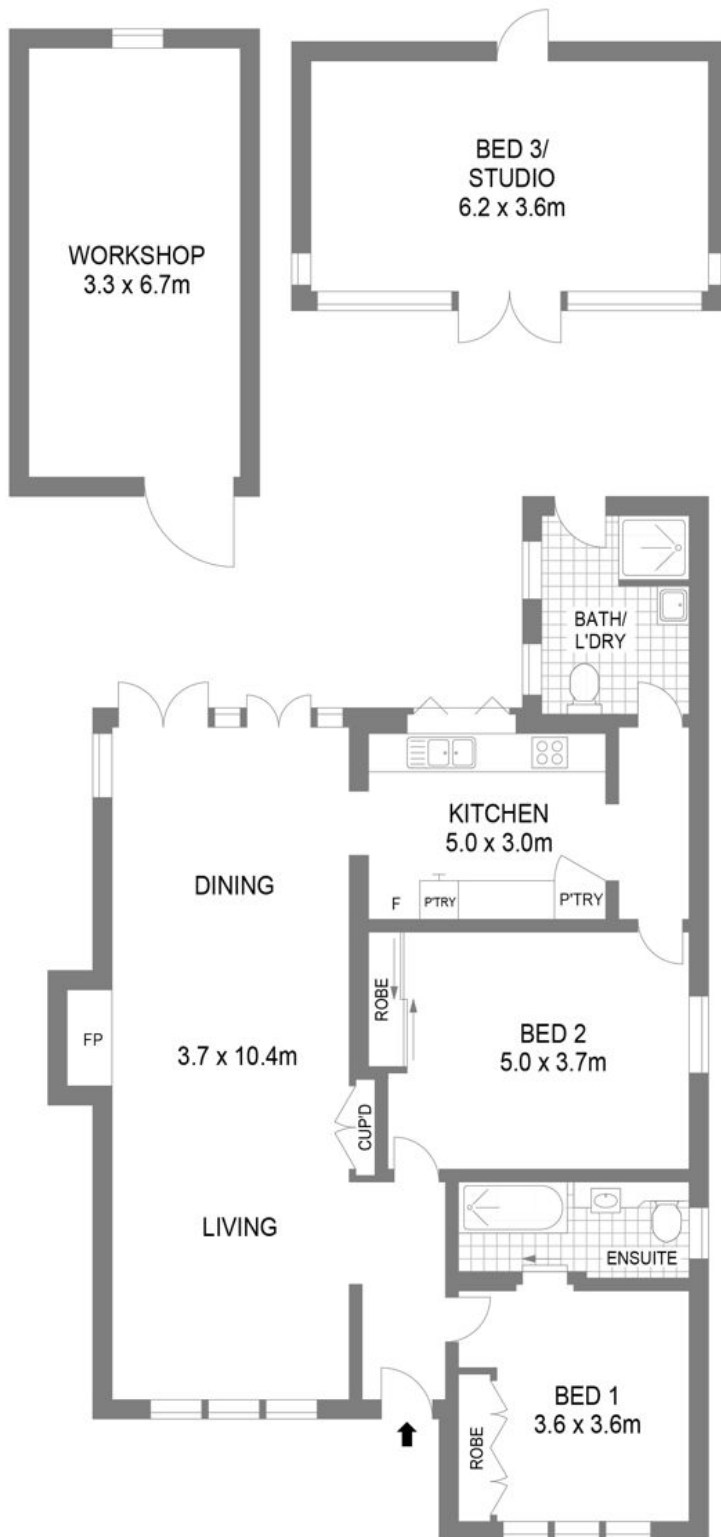 WORKSHOP
3.3 x 6.7m
BED 3/
STUDIO
6.2 x 3.6m
BATH/
L'DRY
KITCHEN
5.0 x 3.0m
F
P'TRY
P'TRY
DINING
FP
3.7 x 10.4m
LIVING
ROBE
BED 2
5.0 x 3.7m
CUP'D
ENSUITE
BED 1
3.6 x 3.6m
ROBE